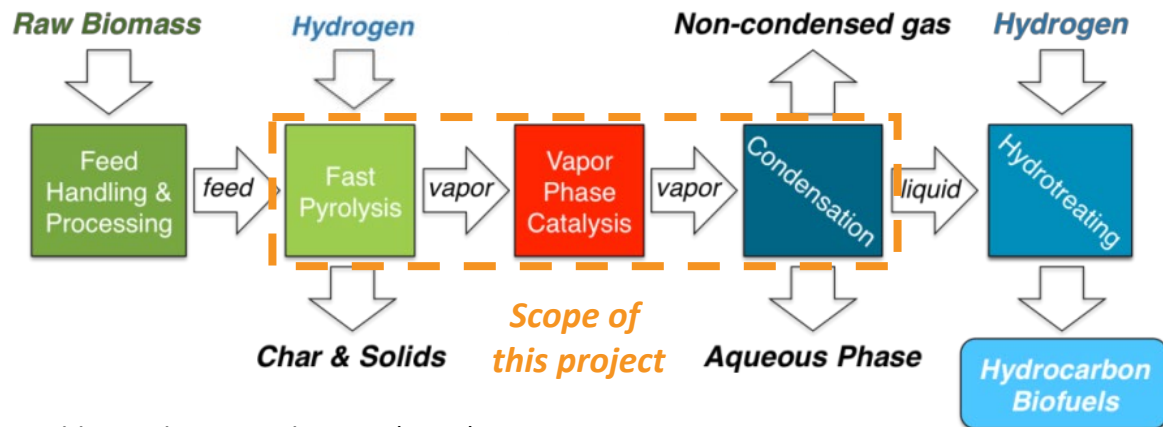 Raw Biomass
Hydrogen
Non-condensed gas
Hydrogen
Feed
Handling &
Processing
feed
Fast
Pyrolysis
vapor
Vapor
Phase
Catalysis
vapor
Condensation
liquid
Hydrotreating
Scope of
this project
Char & Solids
Aqueous Phase
Hydrocarbon
Biofuels